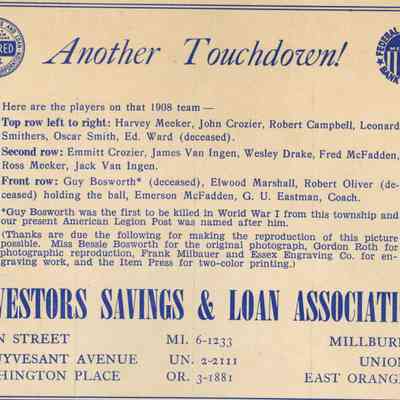 Another Touchdown!
Here are the players on that 1908 team —
Top row left to right: Harvey Meeker, John Crozier, Robert Campbell, Leonard
Smithers, Oscar Smith, Ed. Ward (deceased).
Second row: Emmitt Crozier, James Van Ingen, Wesley Drake, Fred McFadden,
Ross Meeker, Jack Van Ingen.
Front row: Guy Bosworth* (deceased), Elwood Marshall, Robert Oliver (de-
ceased) holding the ball, Emerson McFadden, G. U. Eastman, Coach.
*Guy Bosworth was the first to be killed in World War I from this township and
our present American Legion Post was named after him.
(Thanks are due the following for making the reproduction of this picture
possible. Miss Bessie Bosworth for the original photograph, Gordon Roth for
photographic reproduction, Frank Milbauer and Essex Engraving Co. for en-
graving work, and the Item Press for two-color printing.)
VESTORS SAVINGS & LOAN ASSOCIATI
N STREET MI. 6-1233 MILLBUR
UYVESANT AVENUE UN. 2-2111 UNION
HINGTON PLACE OR. 3-1881 EAST ORANG